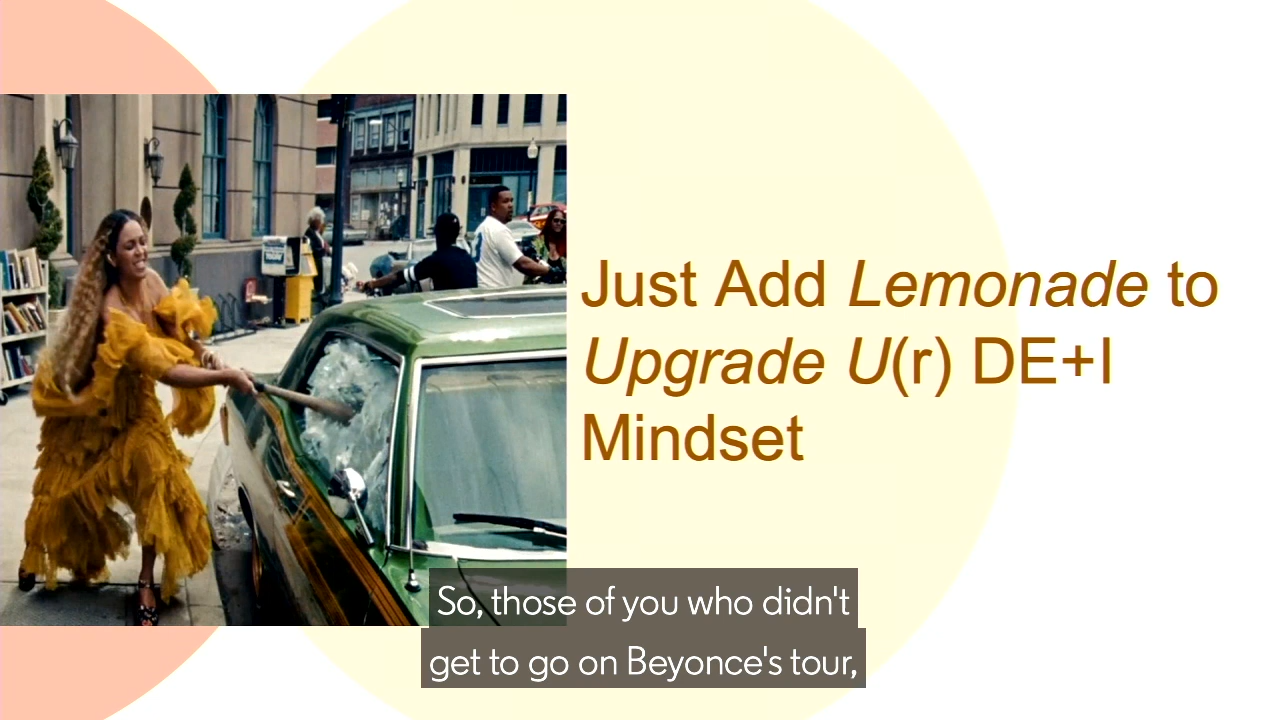 Just Add Lemonade to
Upgrade U(r) DE+I
Mindset
So, those of you who didn't
get to go on Beyonce's tour,